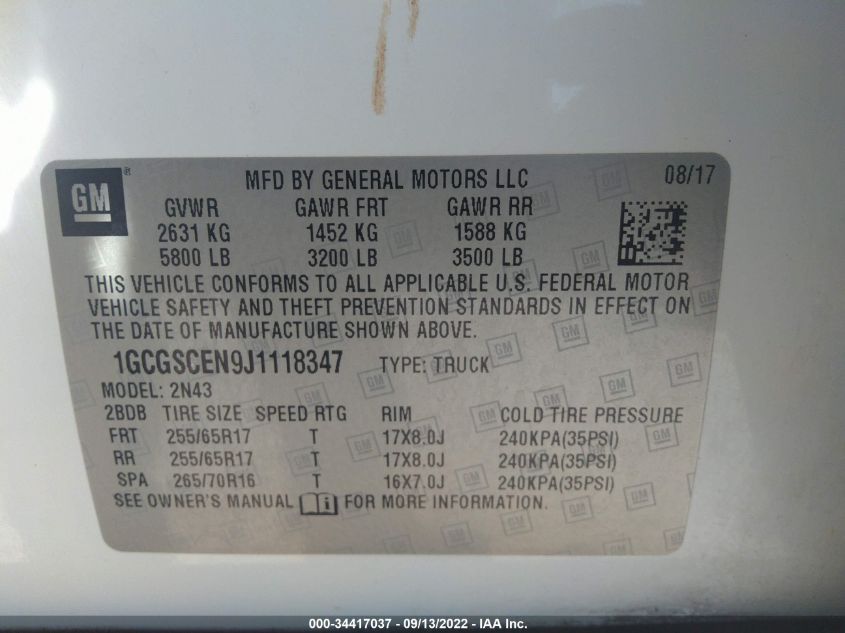 GM ®
MFD BY GENERAL MOTORS LLC 08/17
GVWR GAWR FRT GAWR RR
2631 KG 1452 KG 1588 KG
5800 LB 3200 LB 3500 LB
THIS VEHICLE CONFORMS TO ALL APPLICABLE U.S. FEDERAL MOTOR
VEHICLE SAFETY AND THEFT PREVENTION STANDARDS IN EFFECT ON
THE DATE OF MANUFACTURE SHOWN ABOVE.
1GCGSCEN9J1118347 TYPE: TRUCK
MODEL: 2N43
2BDB TIRE SIZE SPEED RTG RIM COLD TIRE PRESSURE
FRT 255/65R17 T 17X8.0J 240KPA(35PSI)
RR 255/65R17 T 17X8.0J 240KPA(35PSI)
SPA 265/70R16 T 16X7.0J 240KPA(35PSI)
SEE OWNER'S MANUAL i FOR MORE INFORMATION.
000-34417037 - 09/13/2022 - IAA Inc.